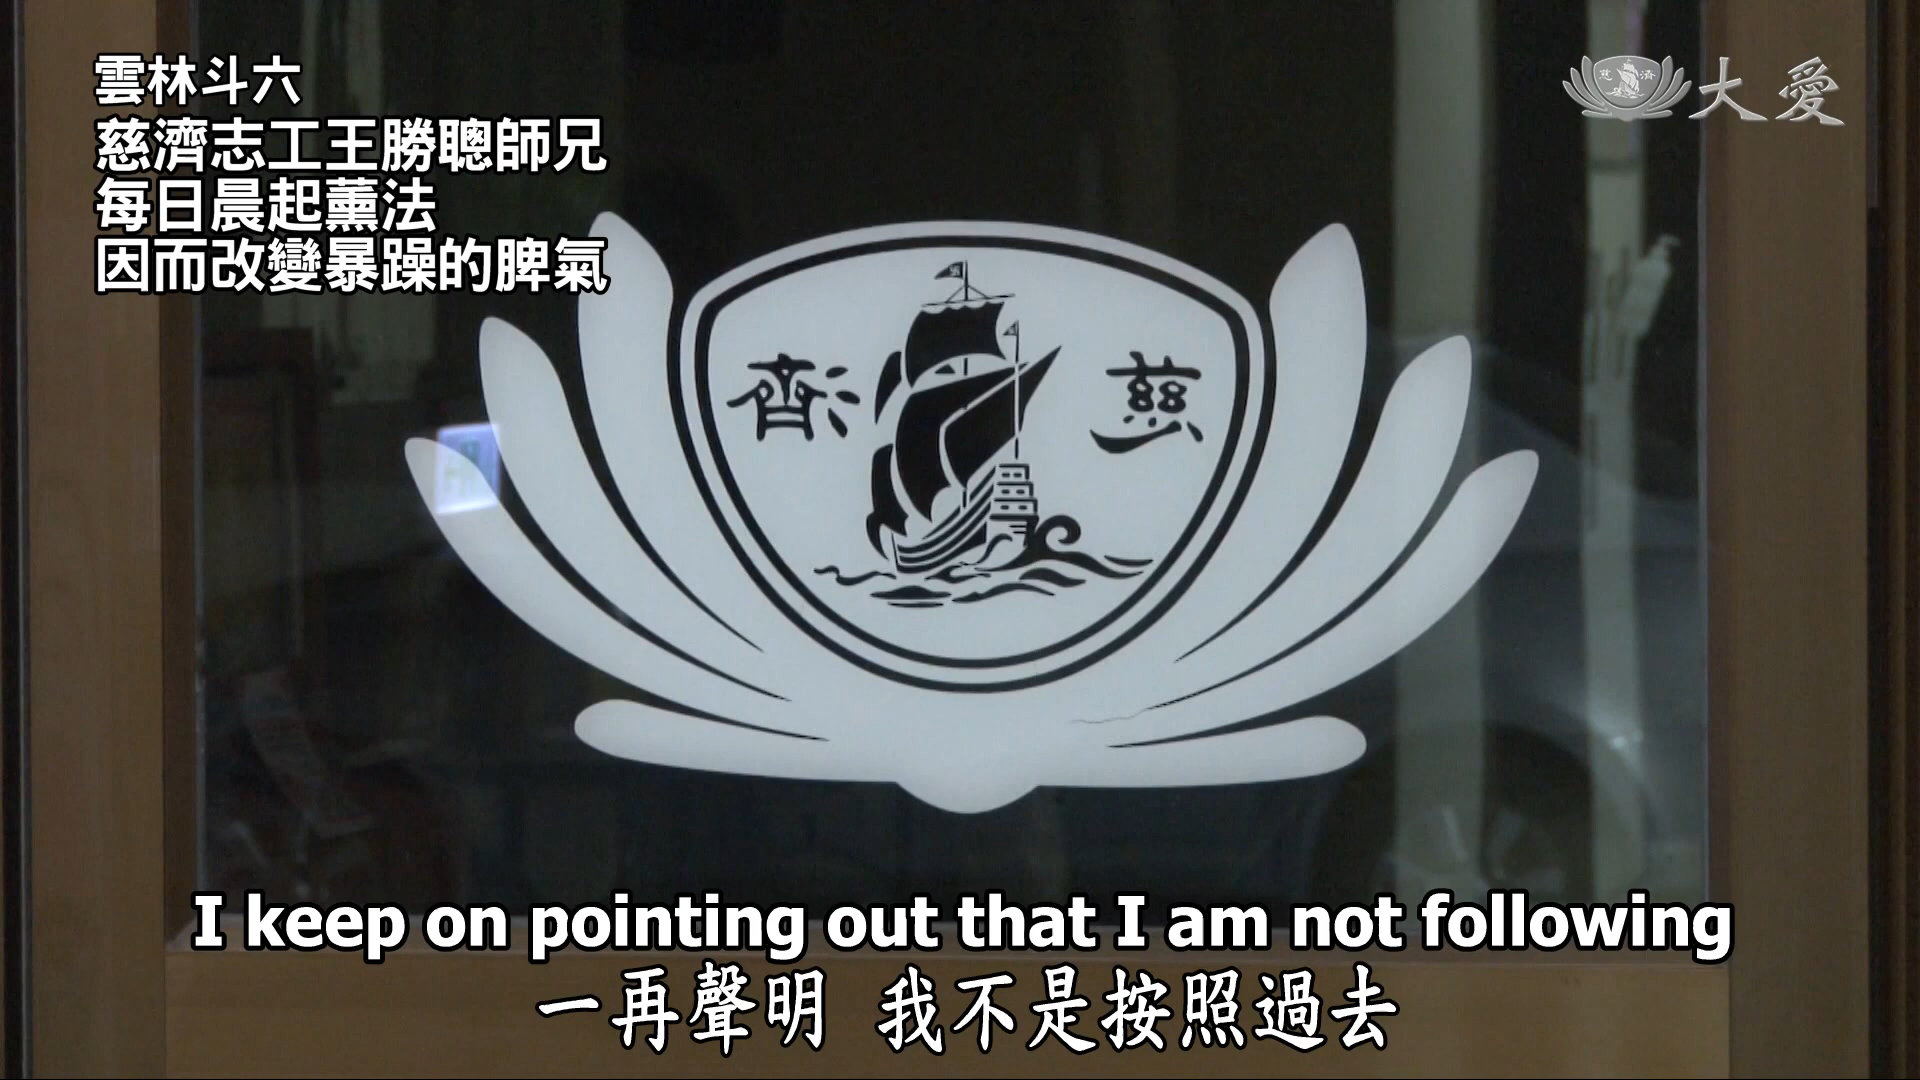 雲林斗六
慈濟志工王勝聰師兄
每日晨起薰法
因而改變暴躁的脾氣
慈濟
大愛
濟 慈
I keep on pointing out that I am not following
一再聲明 我不是按照過去